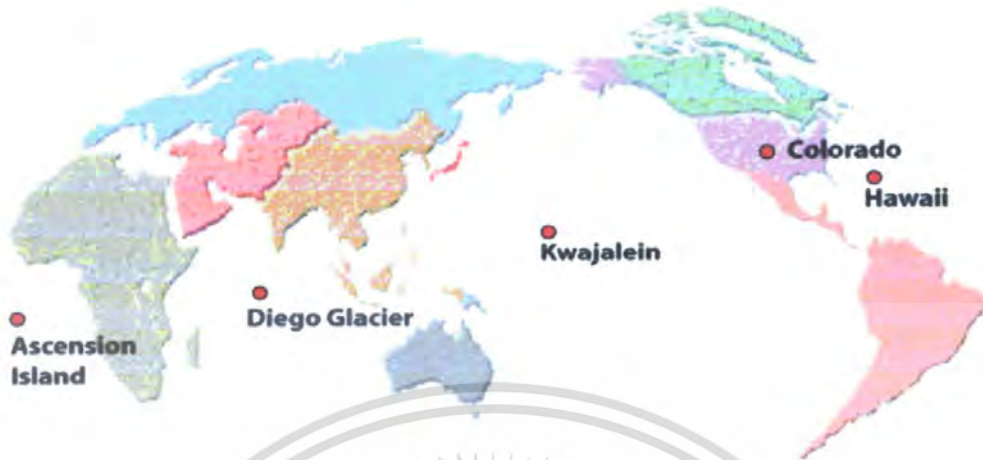 Colorado
Hawaii
Kwajalein
Diego Glacier
Ascension
Island